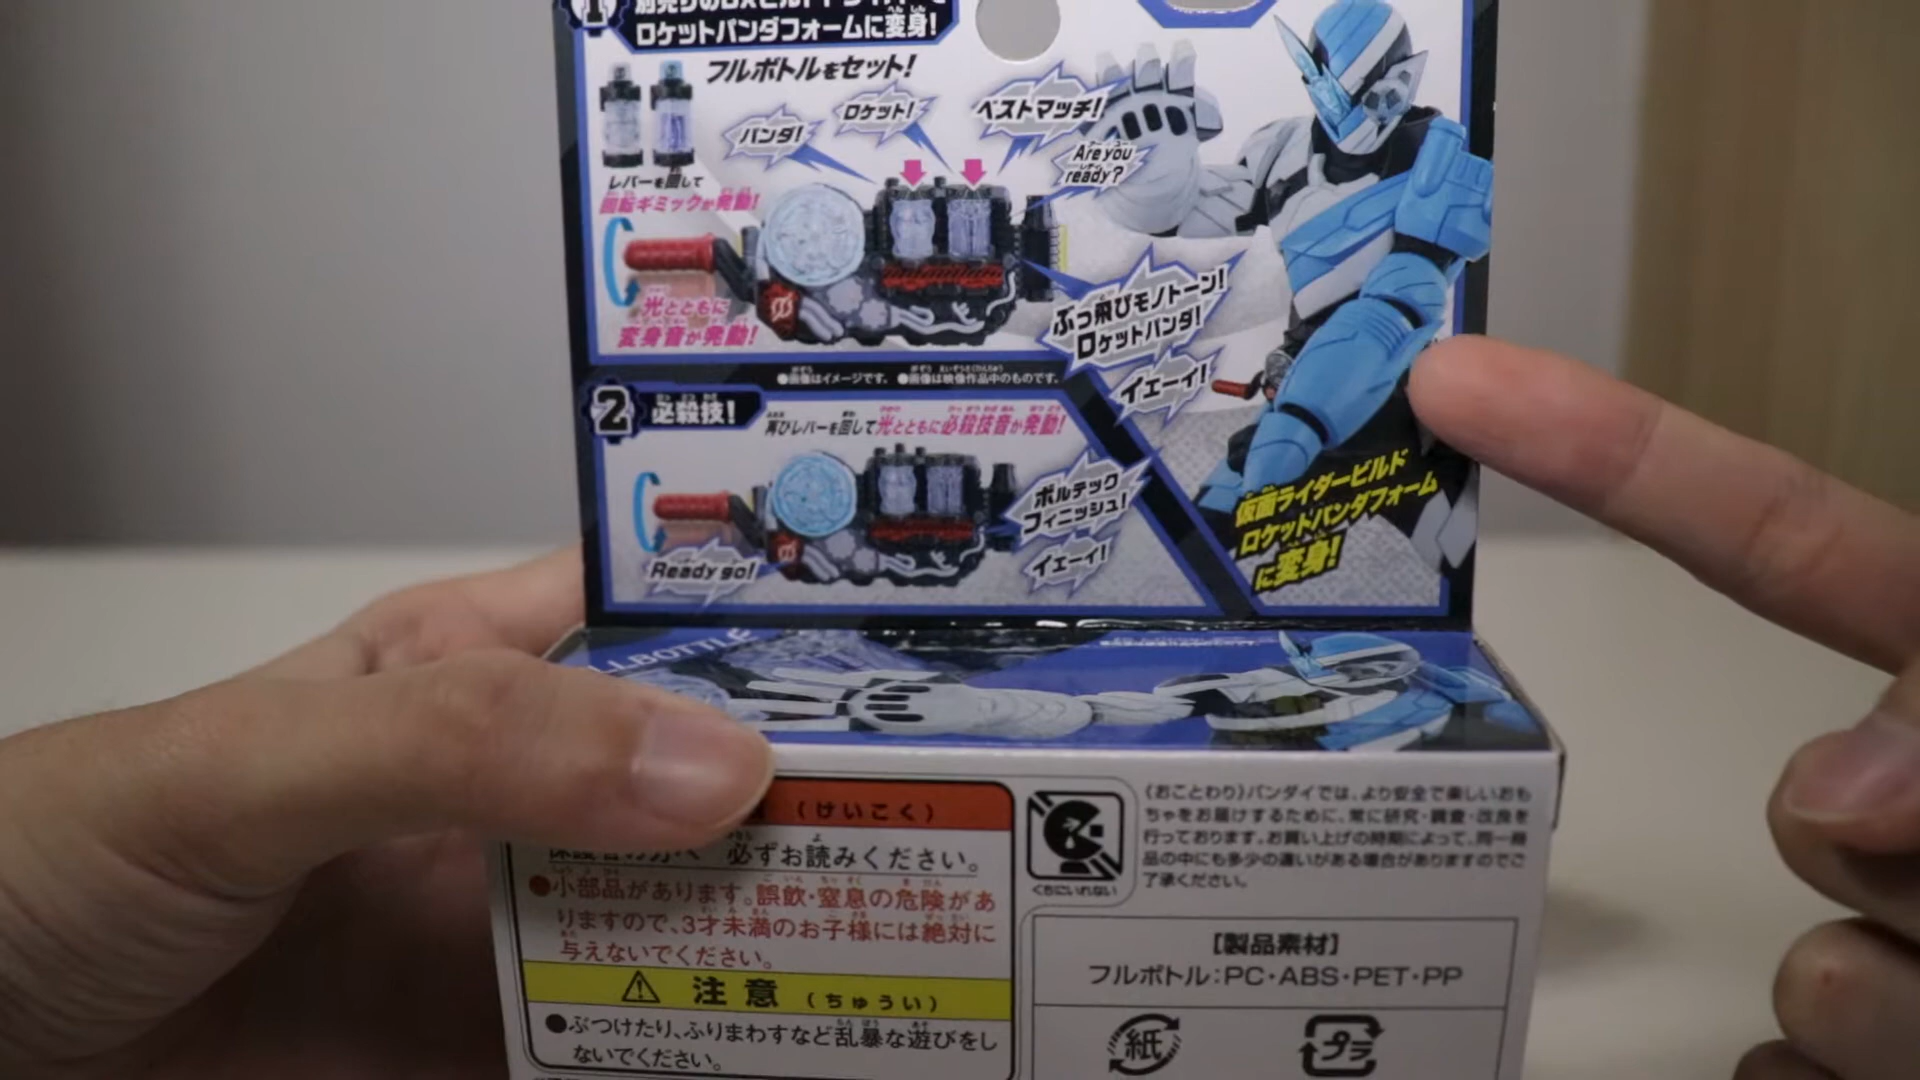 1
ロケットパンダフォームに変身!
フルボトルをセット!
パンダ!
ロケット!
ベストマッチ!
Are you
ready?
レバーを回して
回転ギミックが発動!
光とともに
変身音が発動!
ぶっ飛びモノトーン!
ロケットパンダ!
イェーイ!
●画像はイメージです。 ●画像は映像作品中のものです。
2 必殺技!
再びレバーを回して光とともに必殺技音が発動!
ボルテック
フィニッシュ!
イェーイ!
Ready go!
仮面ライダービルド
ロケットパンダフォーム
に変身!
LLBOTTLE
(けいこく)
必ずお読みください。
●小部品があります。誤飲・窒息の危険があ
りますので、3才未満のお子様には絶対に
与えないでください。
注意 (ちゅうい)
●ぶつけたり、ふりまわすなど乱暴な遊びをし
ないでください。
くちにいれない
《おことわり》バンダイでは、より安全で楽しいおも
ちゃをお届けするために、常に研究・調査・改良を
行っております。お買い上げの時期によって、同一商
品の中にも多少の違いがある場合がありますのでご
了承ください。
【製品素材】
フルボトル:PC・ABS・PET・PP
紙
プラ